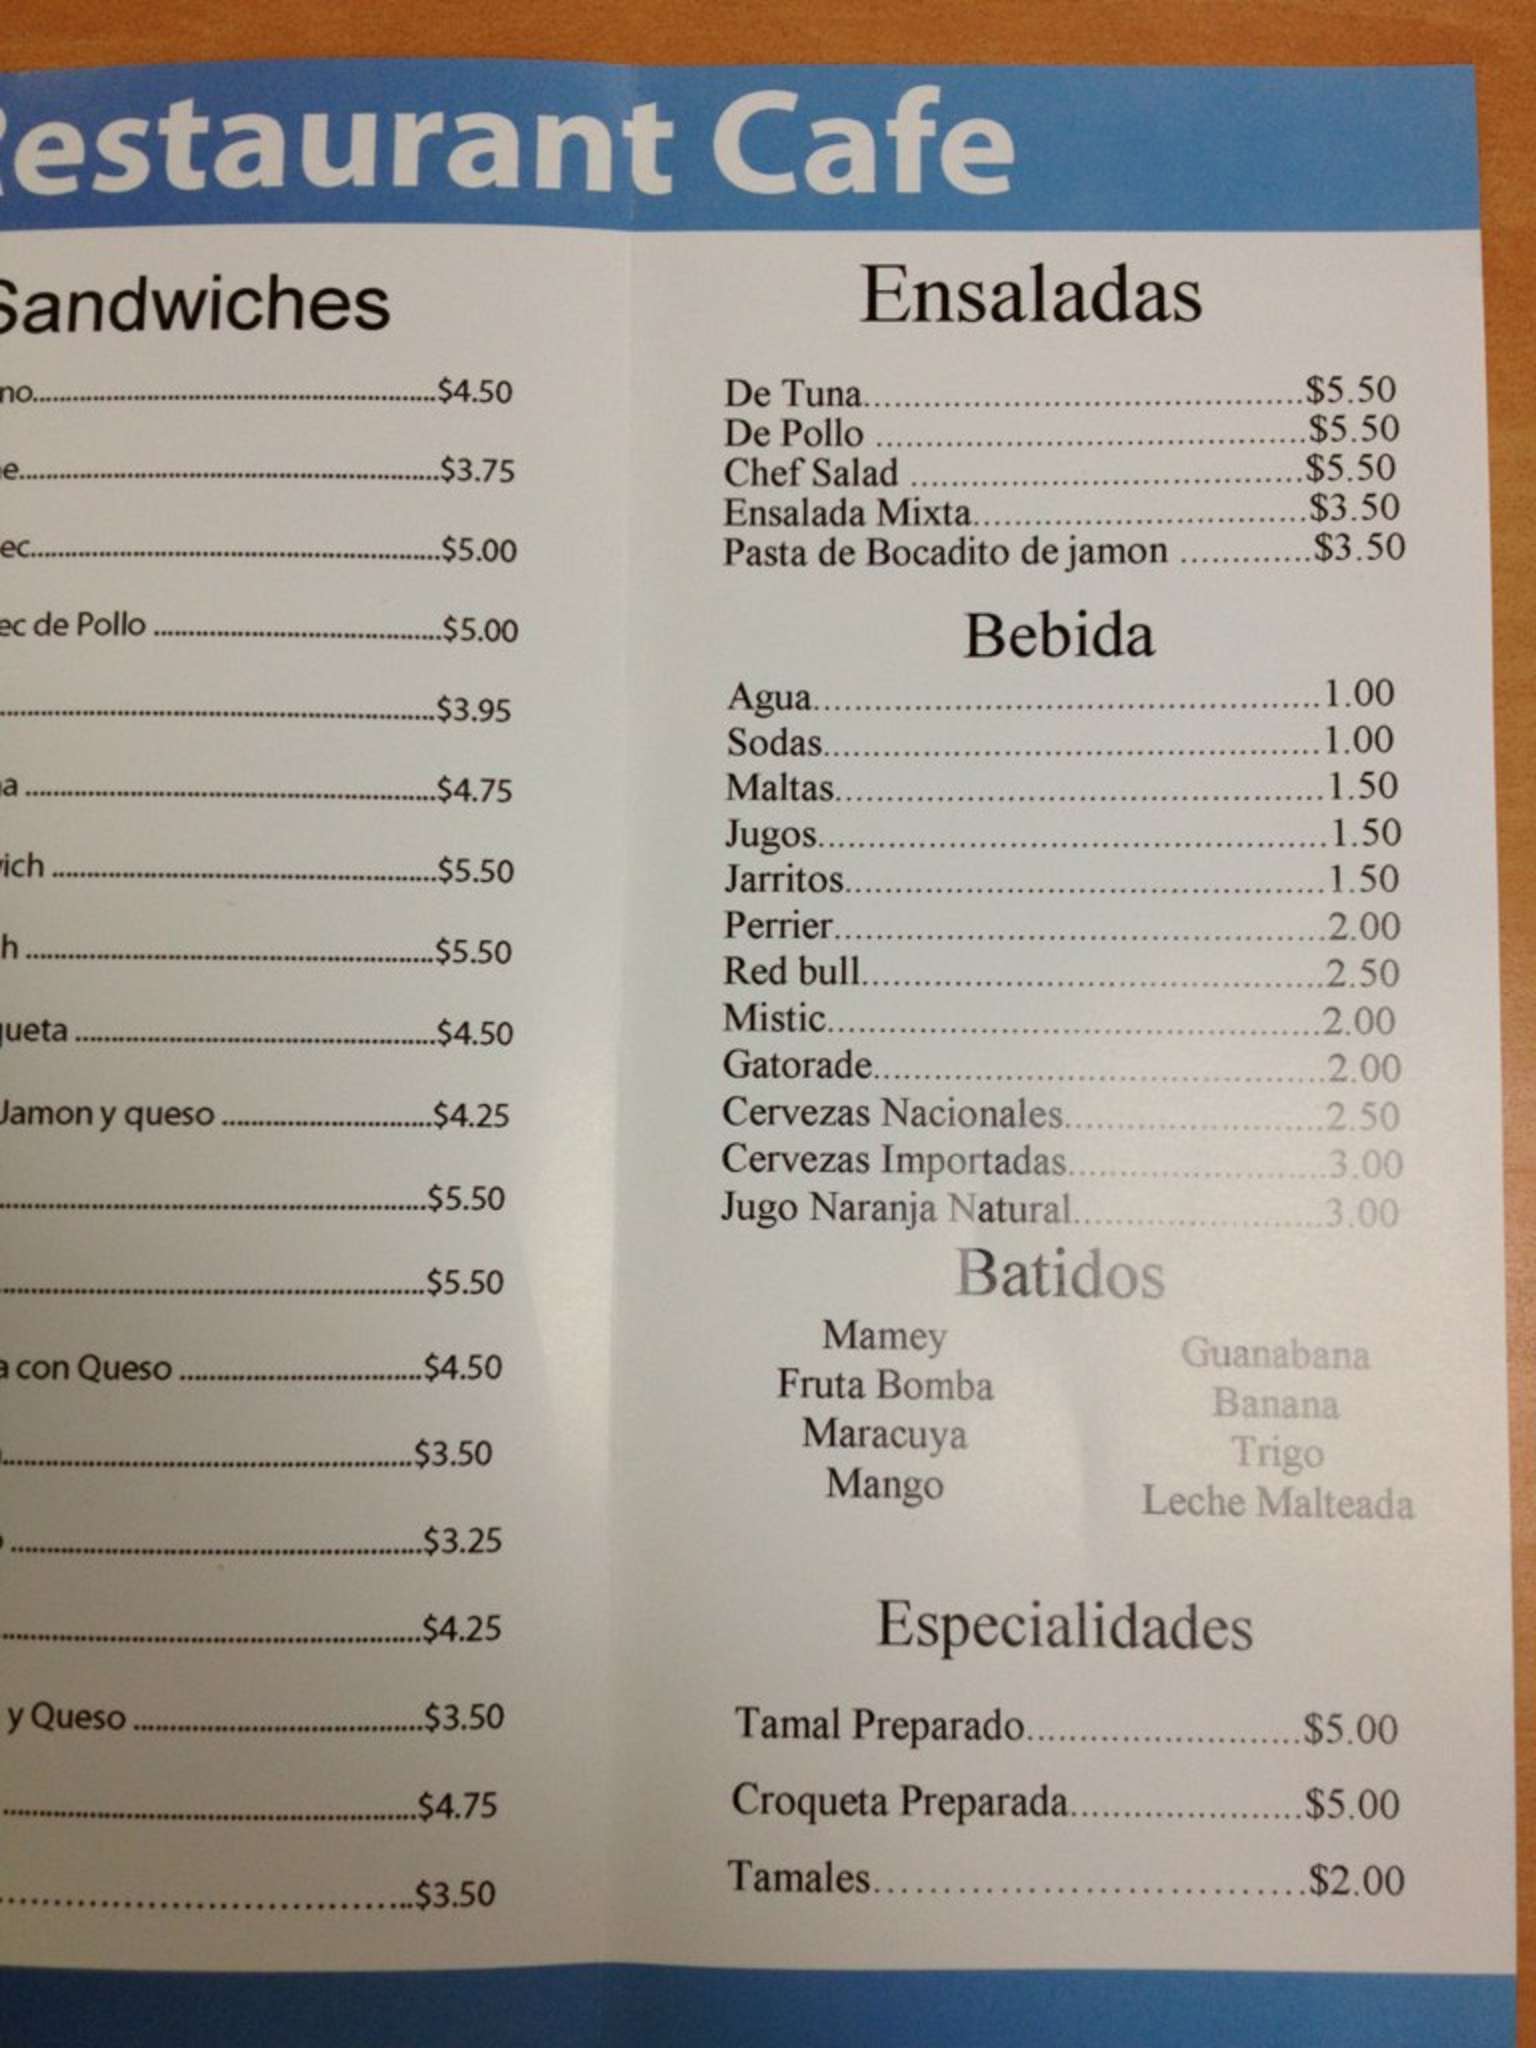 Restaurant Cafe
Sandwiches
$4.50
$3.75
$5.00
de Pollo ........................................$5.00
$3.95
$4.75
$5.50
$5.50
$4.50
Jamon y queso ..............................$4.25
$5.50
$5.50
con Queso ..................................$4.50
$3.50
$3.25
$4.25
y Queso ........................................$3.50
$4.75
$3.50
Ensaladas
De Tuna............................................$5.50
De Pollo ...........................................$5.50
Chef Salad .......................................$5.50
Ensalada Mixta.................................$3.50
Pasta de Bocadito de jamon .............$3.50
Bebida
Agua..................................................1.00
Sodas.................................................1.00
Maltas................................................1.50
Jugos..................................................1.50
Jarritos...............................................1.50
Perrier................................................2.00
Red bull.............................................2.50
Mistic.................................................2.00
Gatorade............................................2.00
Cervezas Nacionales.........................2.50
Cervezas Importadas.........................3.00
Jugo Naranja Natural.........................3.00
Batidos
Mamey
Fruta Bomba
Maracuya
Mango
Guanabana
Banana
Trigo
Leche Malteada
Especialidades
Tamal Preparado..........................$5.00
Croqueta Preparada......................$5.00
Tamales...............................$2.00